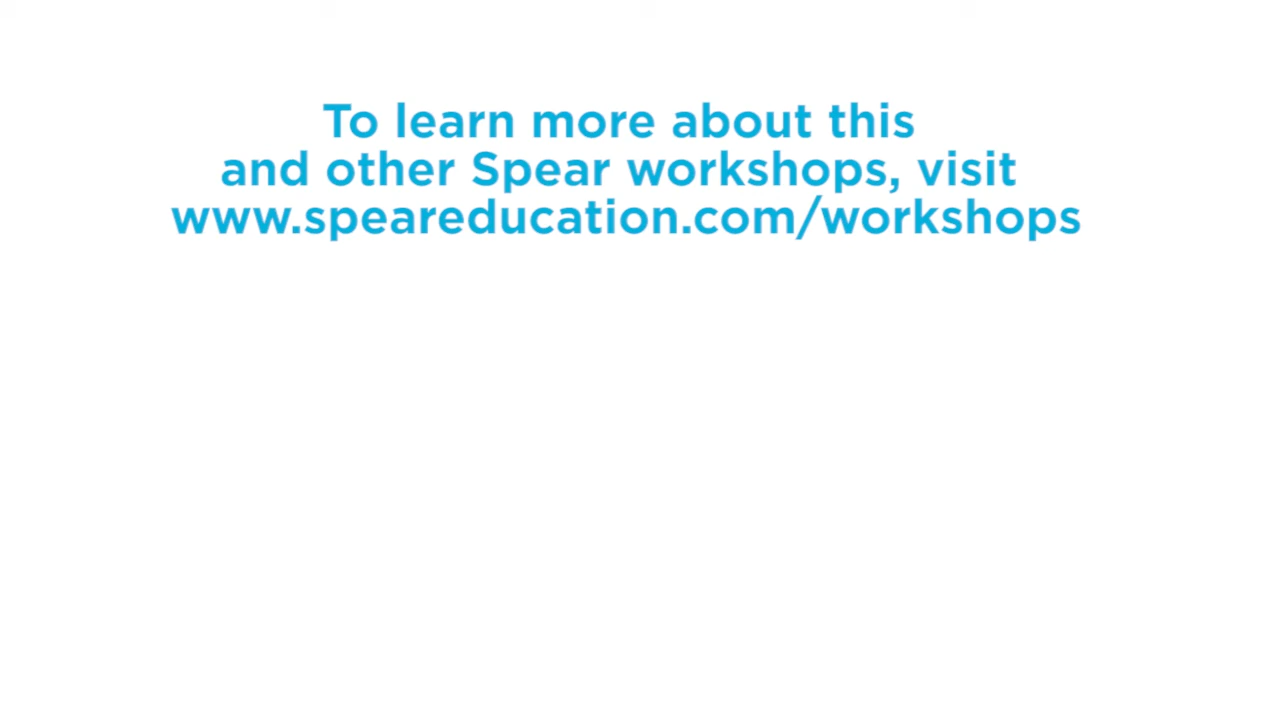 To learn more about this
and other Spear workshops, visit
www.speareducation.com/workshops